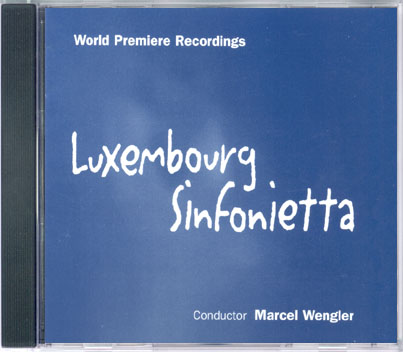 World Premiere Recordings
Luxembourg
Sinfonietta
Conductor Marcel Wengler